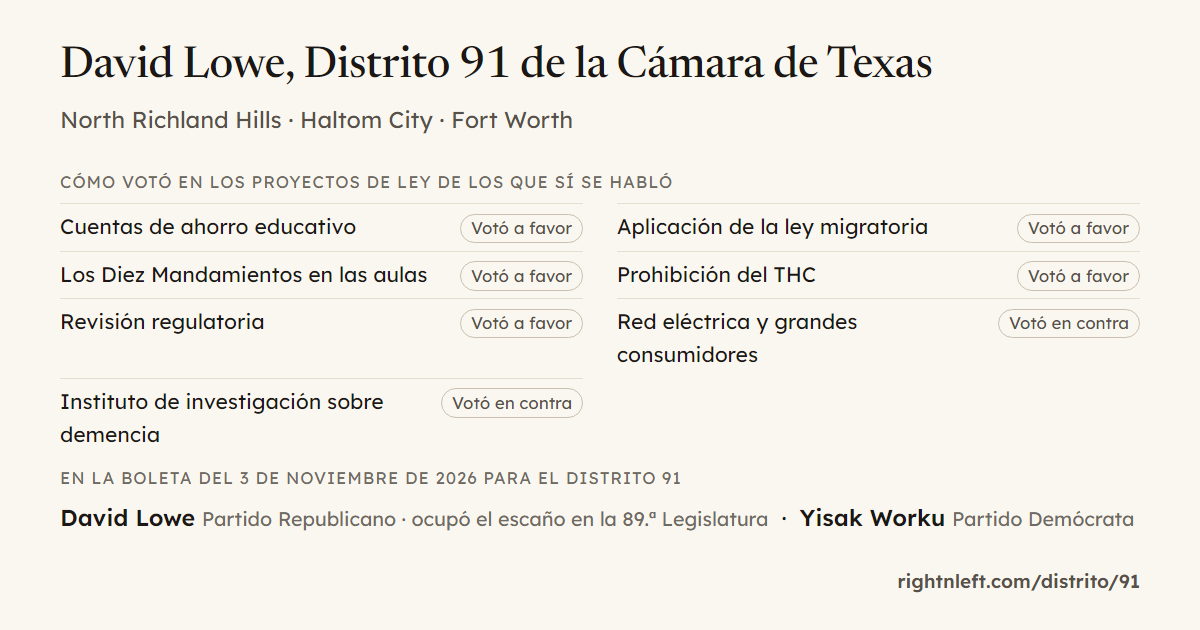 David Lowe, Distrito 91 de la Cámara de Texas
North Richland Hills · Haltom City · Fort Worth
CÓMO VOTÓ EN LOS PROYECTOS DE LEY DE LOS QUE SÍ SE HABLÓ
Cuentas de ahorro educativo Votó a favor
Aplicación de la ley migratoria Votó a favor
Los Diez Mandamientos en las aulas Votó a favor
Prohibición del THC Votó a favor
Revisión regulatoria Votó a favor
Red eléctrica y grandes Votó en contra
consumidores
Instituto de investigación sobre Votó en contra
demencia
EN LA BOLETA DEL 3 DE NOVIEMBRE DE 2026 PARA EL DISTRITO 91
David Lowe Partido Republicano · ocupó el escaño en la 89.ª Legislatura · Yisak Worku Partido Demócrata
rightnleft.com/distrito/91